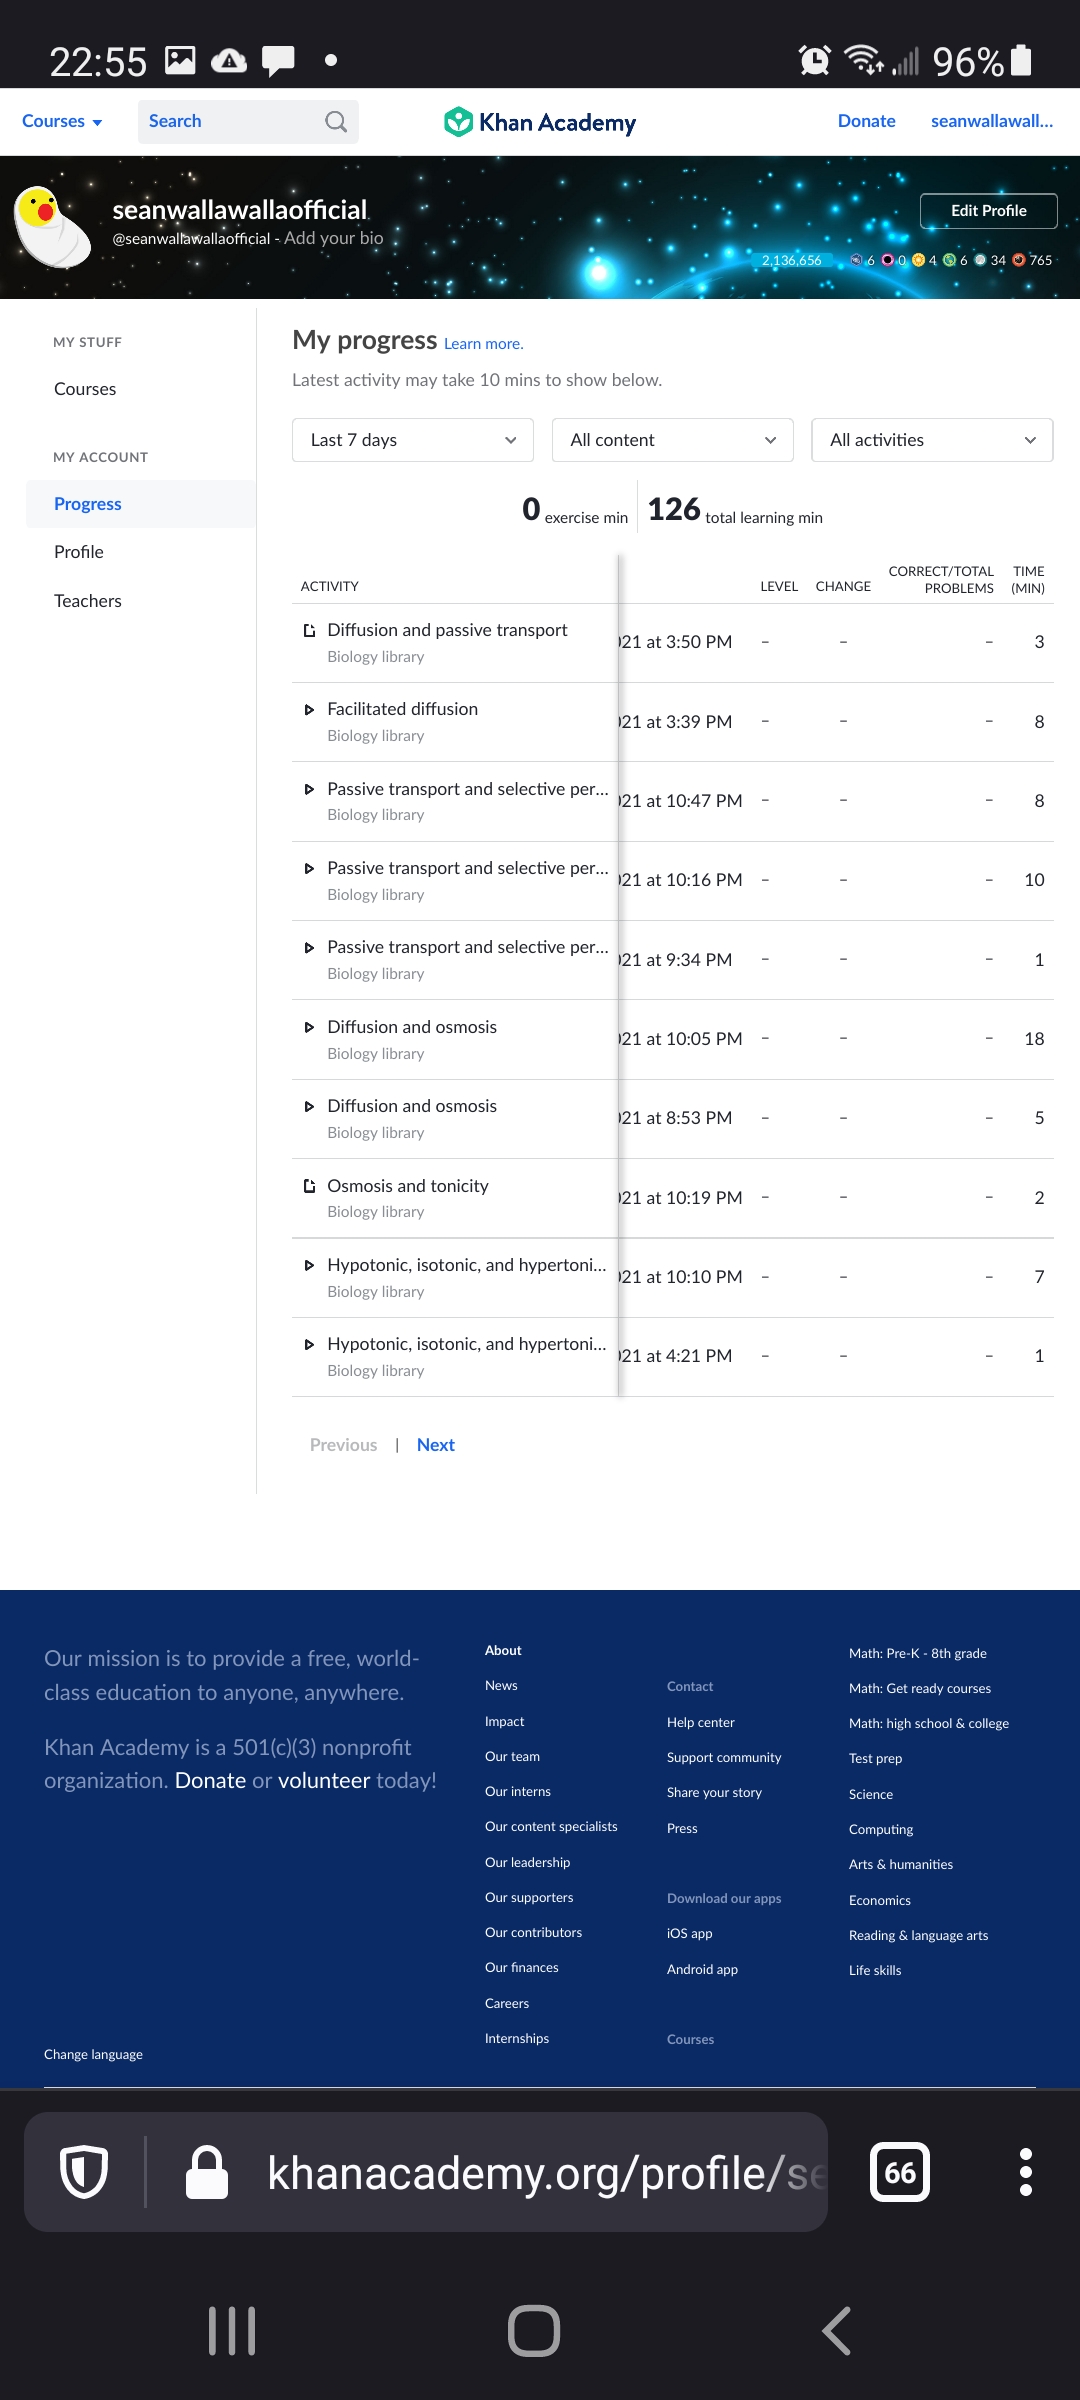 22:55
96%
Courses
Search
Khan Academy
Donate
seanwallawall...
seanwallawallaofficial
@seanwallawallaofficial - Add your bio
Edit Profile
2,136,656
6 0 4 6 34 765
MY STUFF
Courses
MY ACCOUNT
Progress
Profile
Teachers
My progress Learn more.
Latest activity may take 10 mins to show below.
Last 7 days
All content
All activities
0 exercise min
126 total learning min
ACTIVITY LEVEL CHANGE CORRECT/TOTAL PROBLEMS TIME (MIN)
Diffusion and passive transport
Biology library
21 at 3:50 PM – – – 3
Facilitated diffusion
Biology library
21 at 3:39 PM – – – 8
Passive transport and selective per...
Biology library
21 at 10:47 PM – – – 8
Passive transport and selective per...
Biology library
21 at 10:16 PM – – – 10
Passive transport and selective per...
Biology library
21 at 9:34 PM – – – 1
Diffusion and osmosis
Biology library
21 at 10:05 PM – – – 18
Diffusion and osmosis
Biology library
21 at 8:53 PM – – – 5
Osmosis and tonicity
Biology library
21 at 10:19 PM – – – 2
Hypotonic, isotonic, and hypertoni...
Biology library
21 at 10:10 PM – – – 7
Hypotonic, isotonic, and hypertoni...
Biology library
21 at 4:21 PM – – – 1
Previous | Next
Our mission is to provide a free, world-
class education to anyone, anywhere.
Khan Academy is a 501(c)(3) nonprofit
organization. Donate or volunteer today!
Change language
About
News
Impact
Our team
Our interns
Our content specialists
Our leadership
Our supporters
Our contributors
Our finances
Careers
Internships
Contact
Help center
Support community
Share your story
Press
Download our apps
iOS app
Android app
Courses
Math: Pre-K - 8th grade
Math: Get ready courses
Math: high school & college
Test prep
Science
Computing
Arts & humanities
Economics
Reading & language arts
Life skills
khanacademy.org/profile/se
66